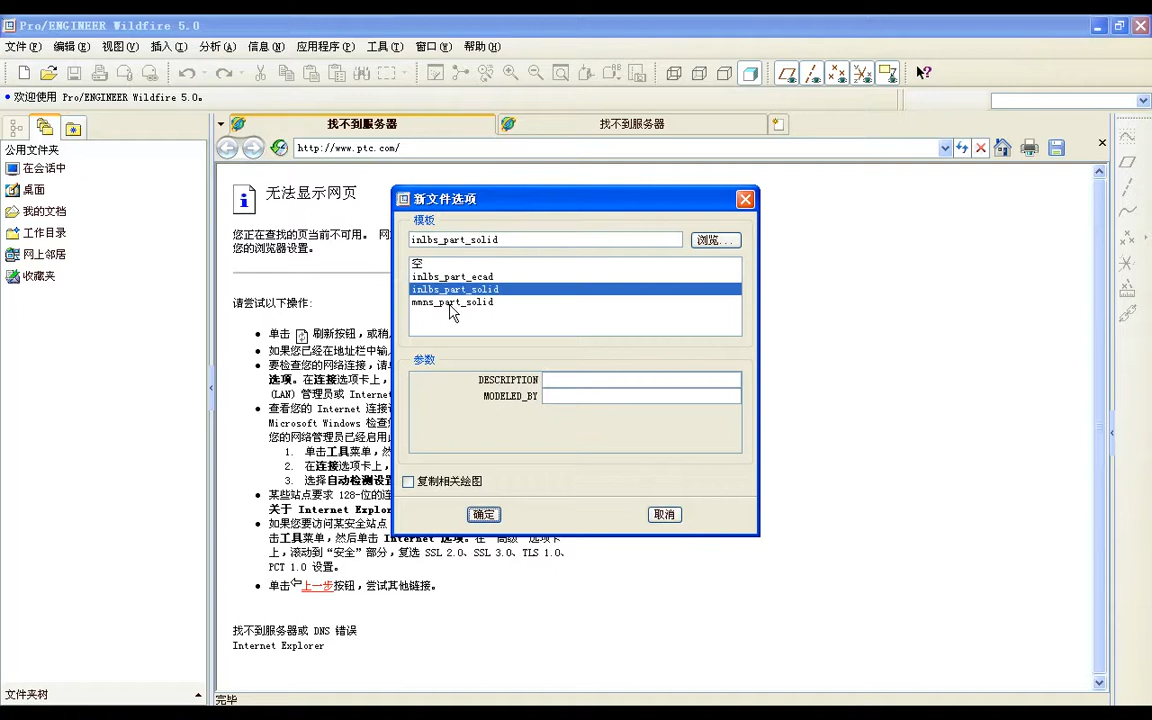 Pro/ENGINEER Wildfire 5.0
文件(F) 编辑(E) 视图(V) 插入(I) 分析(A) 信息(N) 应用程序(P) 工具(T) 窗口(W) 帮助(H)
欢迎使用 Pro/ENGINEER Wildfire 5.0。
找不到服务器 找不到服务器
公用文件夹
在会话中
桌面
我的文档
工作目录
网上邻居
收藏夹
文件夹树
http://www.ptc.com/
无法显示网页
您正在查找的页当前不可用。 网
您的浏览器设置。
请尝试以下操作:
单击 刷新按钮，或稍
如果您已经在地址栏中输
要检查您的网络连接，请单
选项。在连接选项卡上，
(LAN) 管理员或 Internet
查看您的 Internet 连接
Microsoft Windows 检查
您的网络管理员已经启用
1. 单击工具菜单，然
2. 在连接选项卡上，
3. 选择自动检测设置
某些站点要求 128-位的连
关于 Internet Explorer
如果您要访问某安全站点
击工具菜单，然后单击 Internet 选项。在“高级”选项卡
上，滚动到“安全”部分，复选 SSL 2.0、SSL 3.0、TLS 1.0、
PCT 1.0 设置。
单击 上一步按钮，尝试其他链接。
找不到服务器或 DNS 错误
Internet Explorer
完毕
新文件选项
模板
inlbs_part_solid 浏览...
空
inlbs_part_ecad
inlbs_part_solid
mmns_part_solid
参数
DESCRIPTION
MODELED_BY
复制相关绘图
确定 取消